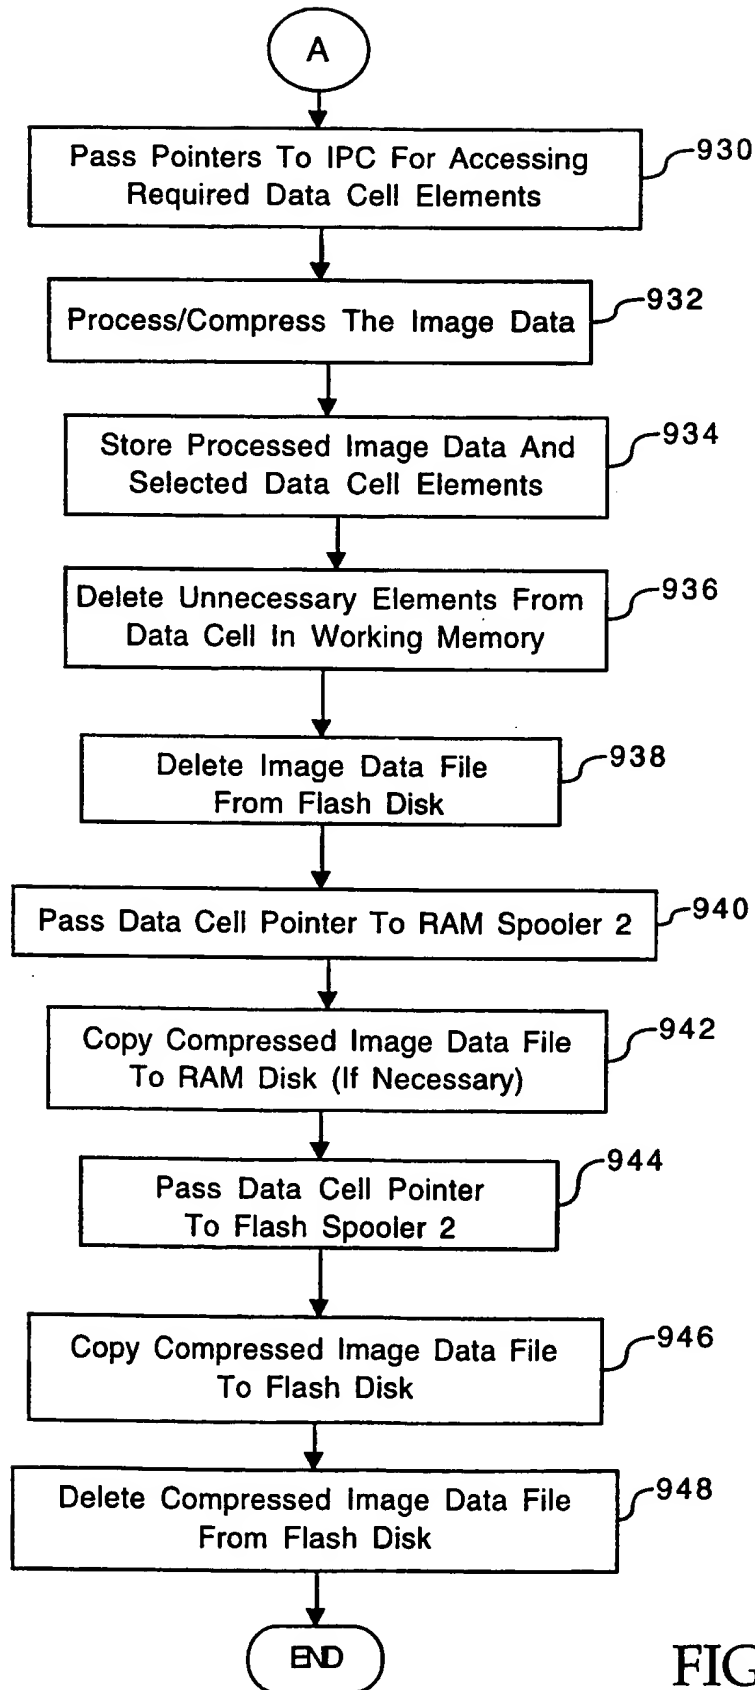 A
Pass Pointers To IPC For Accessing
Required Data Cell Elements
930
Process/Compress The Image Data
932
Store Processed Image Data And
Selected Data Cell Elements
934
Delete Unnecessary Elements From
Data Cell In Working Memory
936
Delete Image Data File
From Flash Disk
938
Pass Data Cell Pointer To RAM Spooler 2
940
Copy Compressed Image Data File
To RAM Disk (If Necessary)
942
Pass Data Cell Pointer
To Flash Spooler 2
944
Copy Compressed Image Data File
To Flash Disk
946
Delete Compressed Image Data File
From Flash Disk
948
END
FIG